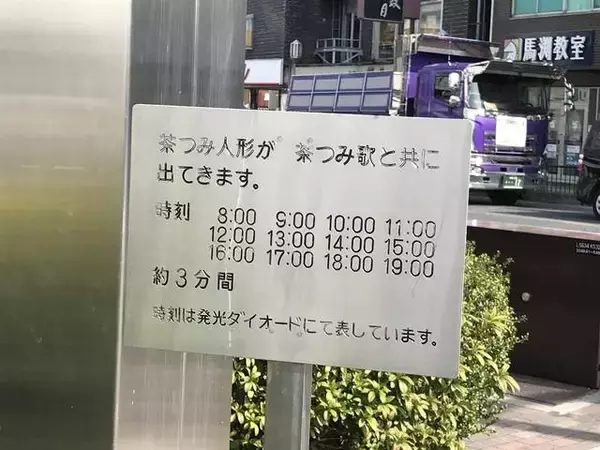 茶つみ人形が 茶つみ歌と共に
出てきます。
時刻 8:00 9:00 10:00 11:00
12:00 13:00 14:00 15:00
16:00 17:00 18:00 19:00
約3分間
時刻は発光ダイオードにて表しています。
馬渕教室